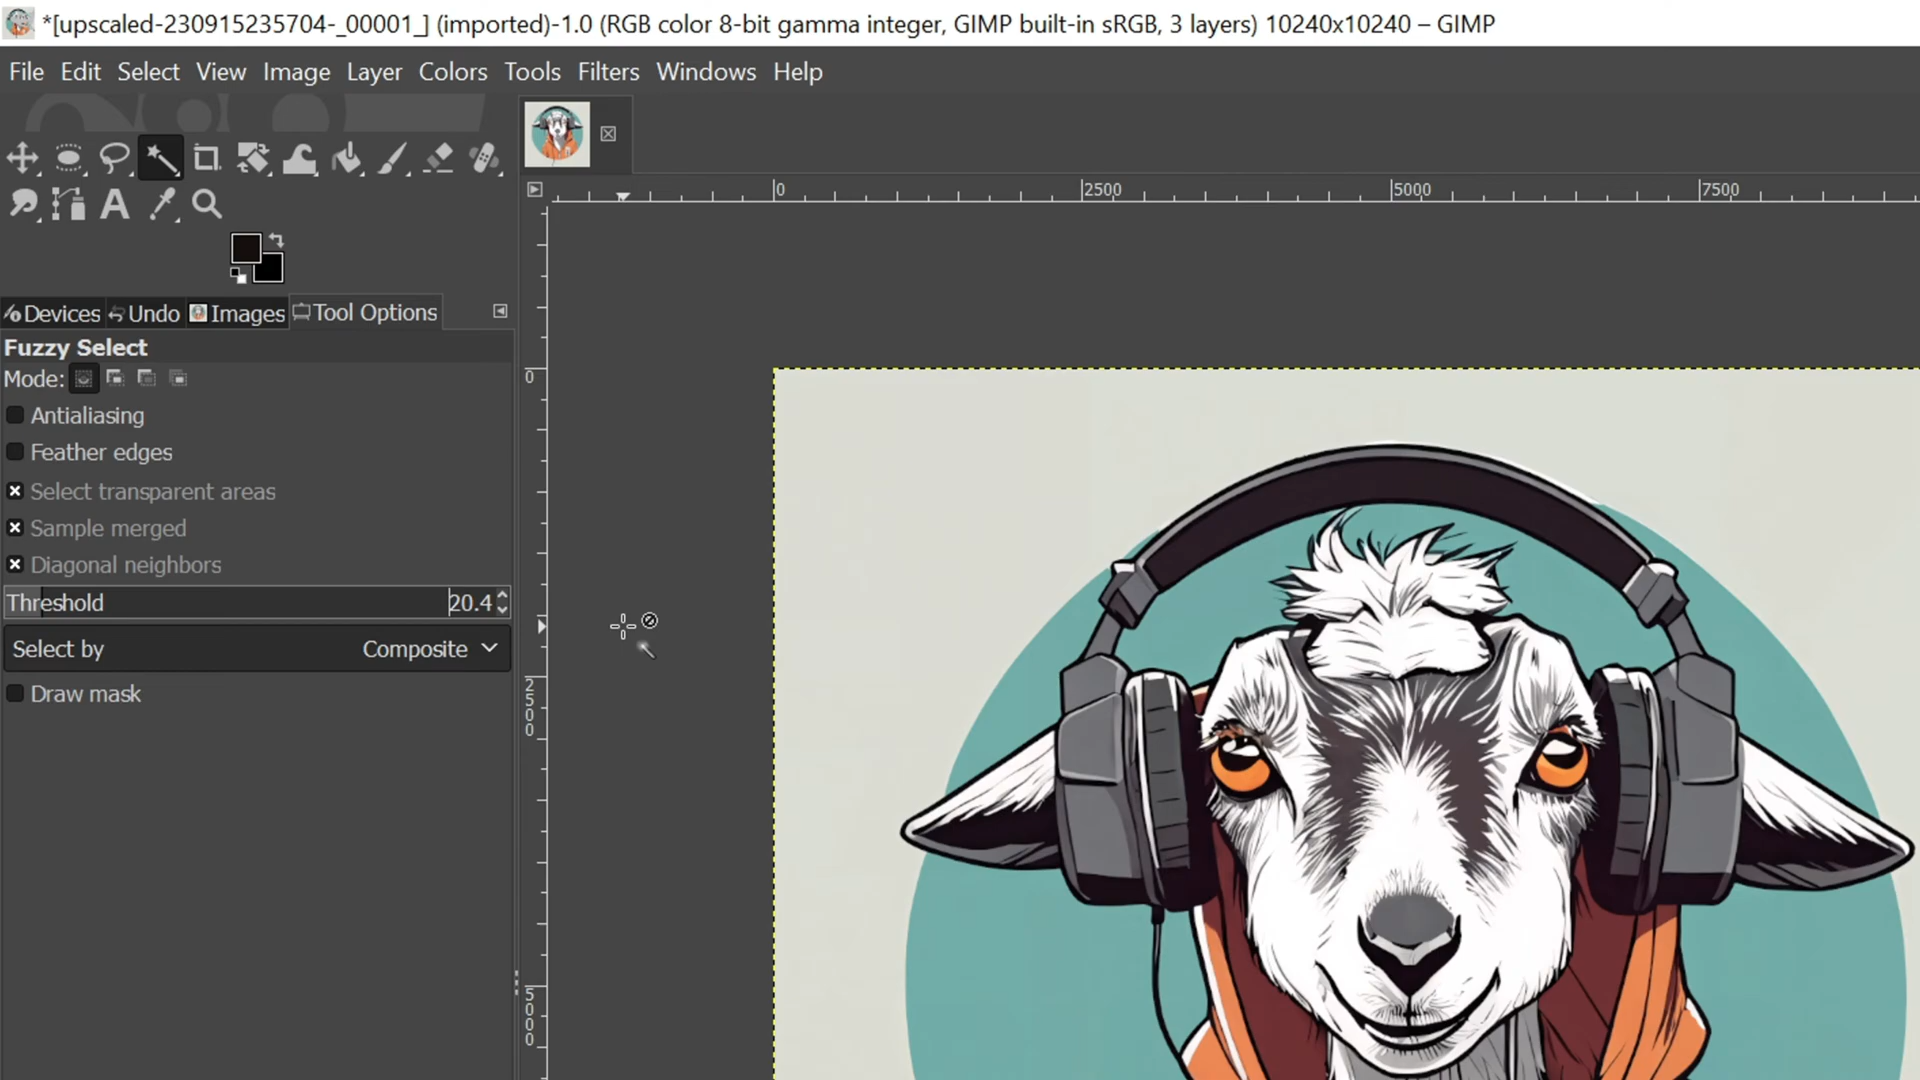 *[upscaled-230915235704-_00001_] (imported)-1.0 (RGB color 8-bit gamma integer, GIMP built-in sRGB, 3 layers) 10240x10240 – GIMP
File Edit Select View Image Layer Colors Tools Filters Windows Help
0 2500 5000 7500
Devices Undo Images Tool Options
Fuzzy Select
Mode:
Antialiasing
Feather edges
Select transparent areas
Sample merged
Diagonal neighbors
Threshold 20.4
Select by Composite
Draw mask
0
2500
5000